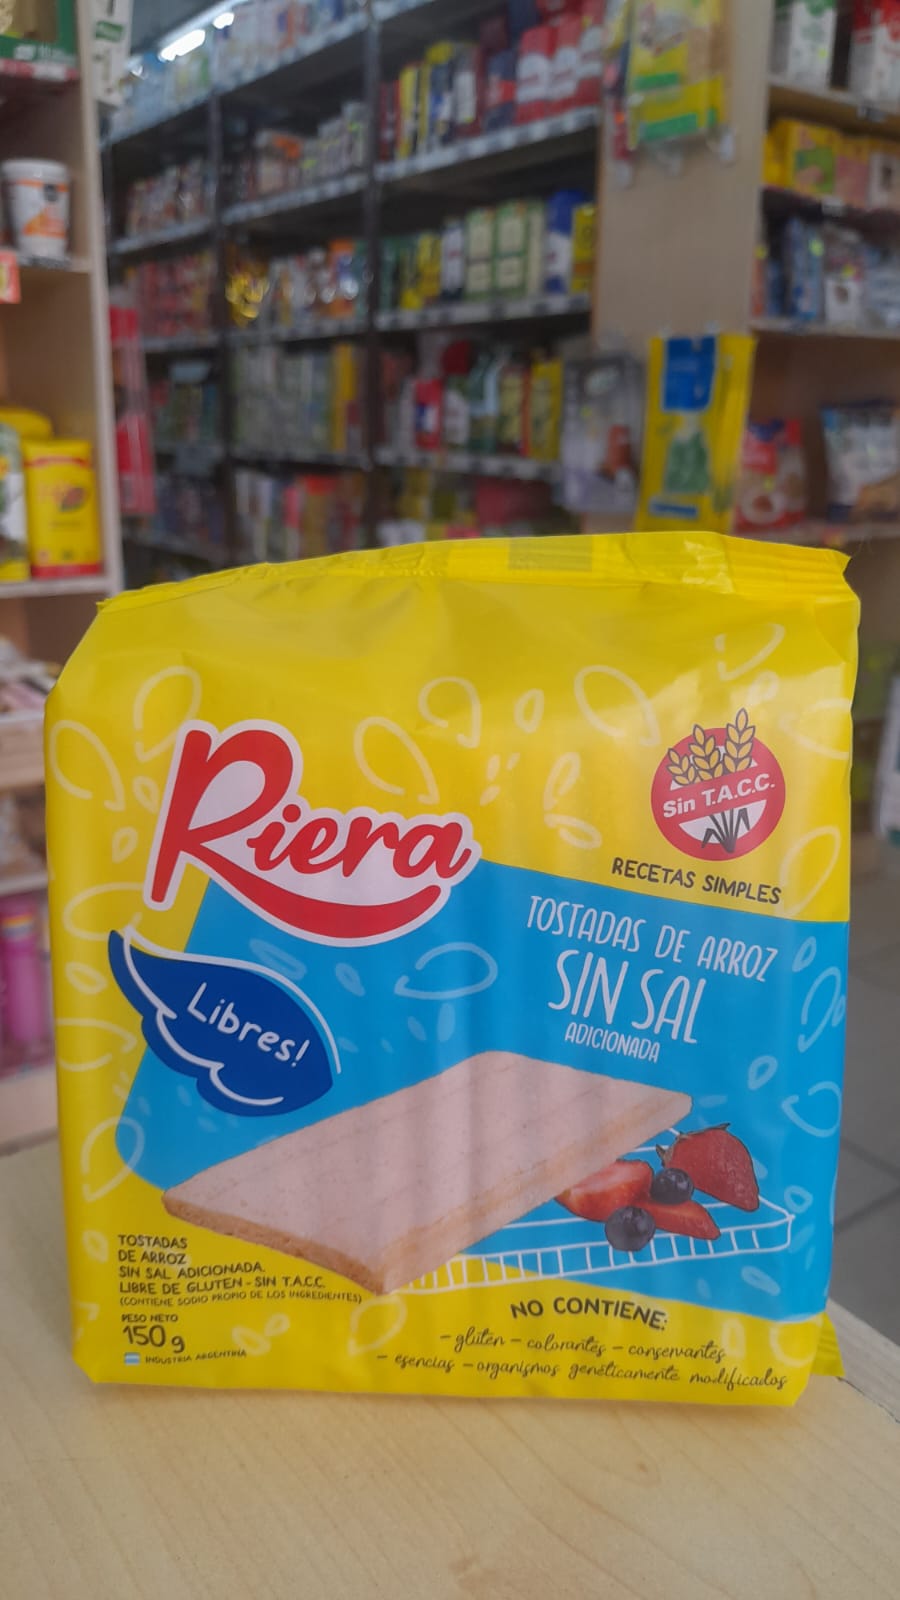 Riera
Sin T.A.C.C.
RECETAS SIMPLES
TOSTADAS DE ARROZ
SIN SAL
ADICIONADA
Libres!
TOSTADAS
DE ARROZ
SIN SAL ADICIONADA.
LIBRE DE GLUTEN - SIN T.A.C.C.
(CONTIENE SODIO PROPIO DE LOS INGREDIENTES)
PESO NETO
150 g
INDUSTRIA ARGENTINA
NO CONTIENE:
- gluten - colorantes - conservantes
- esencias - organismos genéticamente modificados